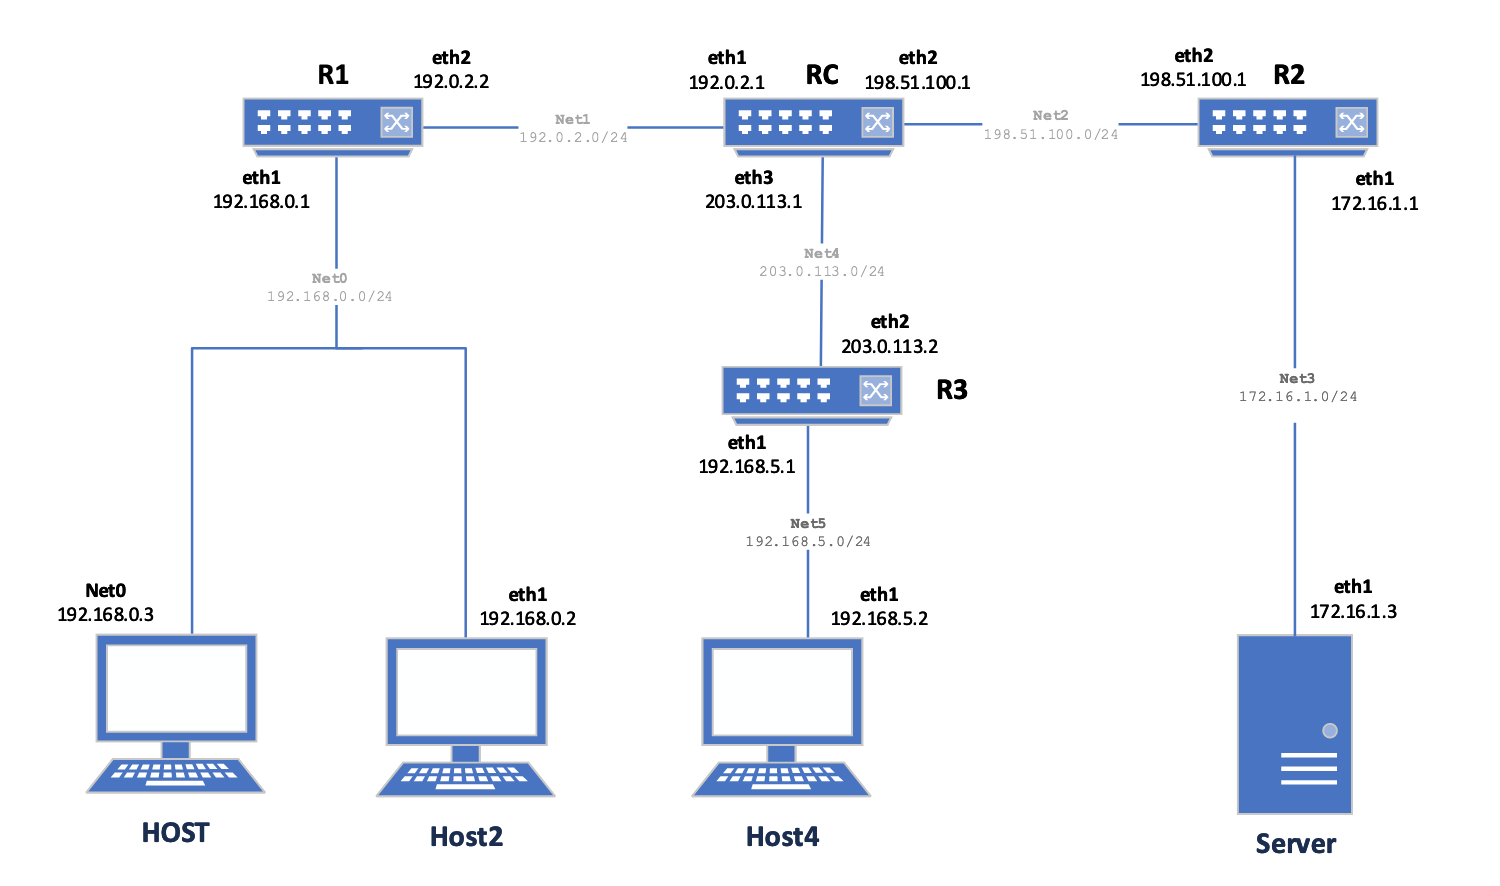 R1
eth2
192.0.2.2
eth1
192.0.2.1
RC
eth2
198.51.100.1
eth2
198.51.100.1
R2
Net1
192.0.2.0/24
Net2
198.51.100.0/24
eth1
192.168.0.1
eth3
203.0.113.1
eth1
172.16.1.1
Net0
192.168.0.0/24
Net4
203.0.113.0/24
eth2
203.0.113.2
R3
Net3
172.16.1.0/24
eth1
192.168.5.1
Net5
192.168.5.0/24
Net0
192.168.0.3
eth1
192.168.0.2
eth1
192.168.5.2
eth1
172.16.1.3
HOST
Host2
Host4
Server